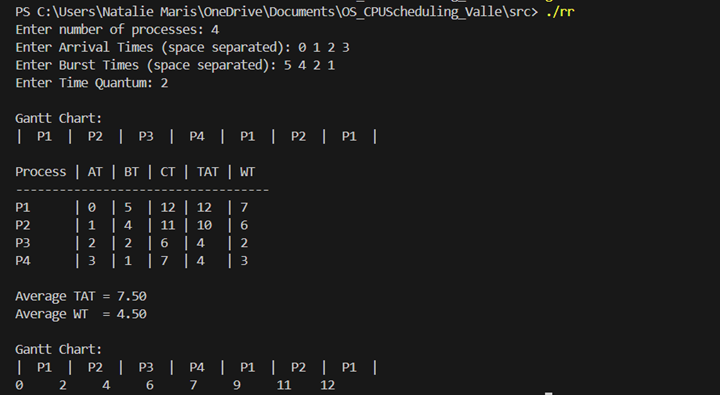 PS C:\Users\Natalie Maris\OneDrive\Documents\OS_CPUScheduling_Valle\src> ./rr
Enter number of processes: 4
Enter Arrival Times (space separated): 0 1 2 3
Enter Burst Times (space separated): 5 4 2 1
Enter Time Quantum: 2
Gantt Chart:
| P1 | P2 | P3 | P4 | P1 | P2 | P1 |
Process | AT | BT | CT | TAT | WT
-----------------------------------
P1 | 0 | 5 | 12 | 12 | 7
P2 | 1 | 4 | 11 | 10 | 6
P3 | 2 | 2 | 6 | 4 | 2
P4 | 3 | 1 | 7 | 4 | 3
Average TAT = 7.50
Average WT = 4.50
Gantt Chart:
| P1 | P2 | P3 | P4 | P1 | P2 | P1 |
0 2 4 6 7 9 11 12